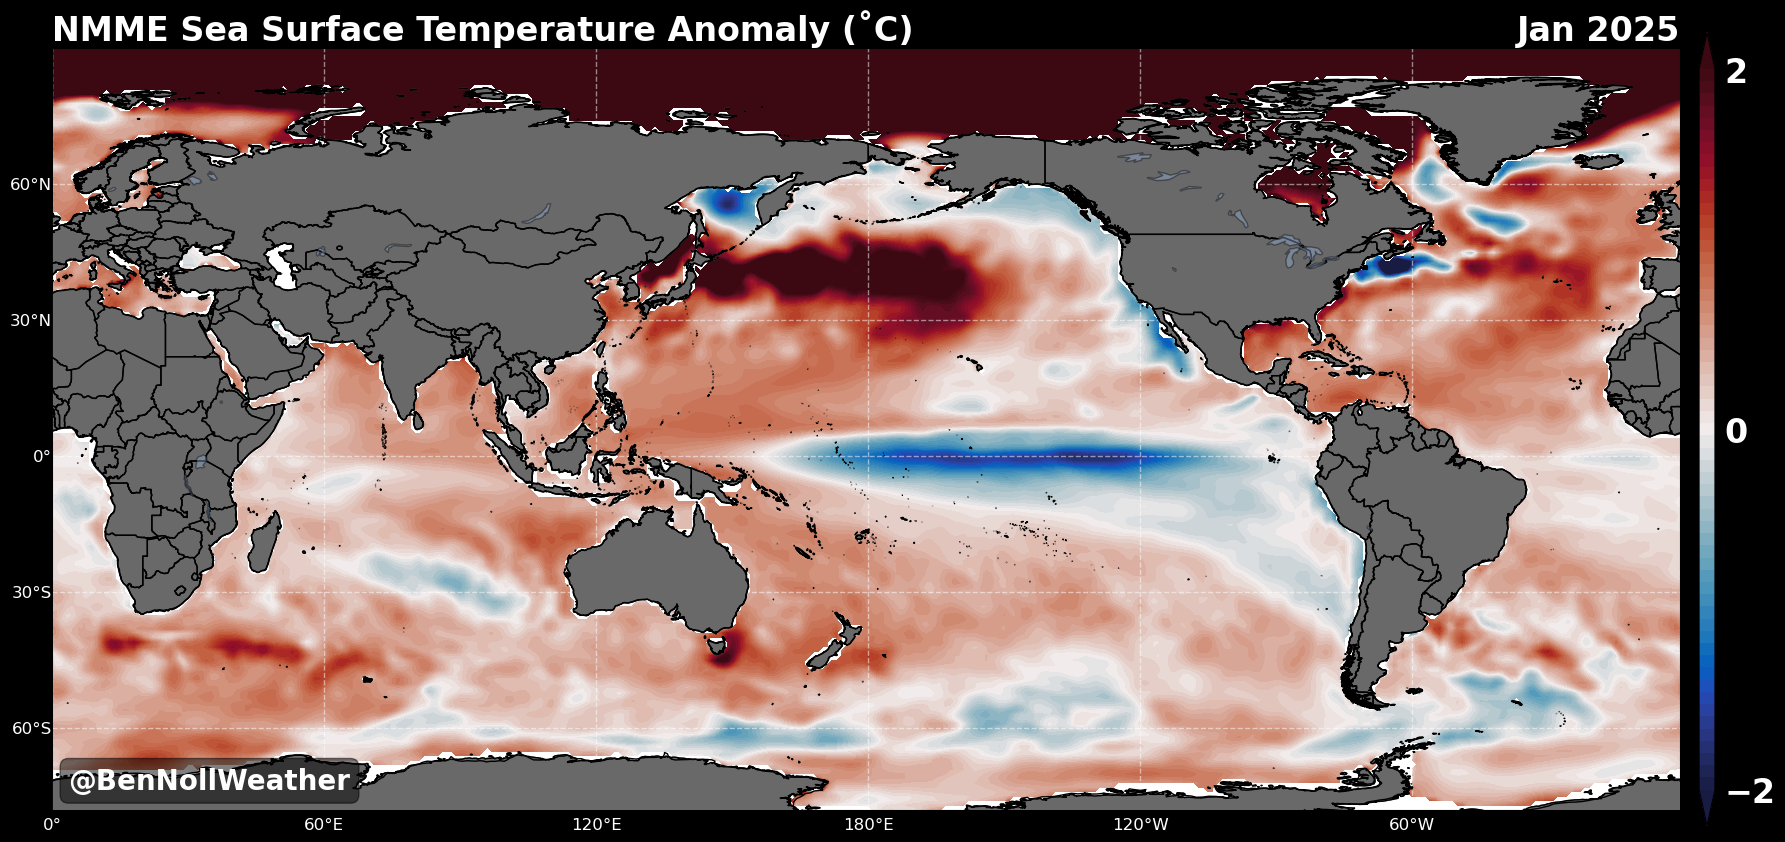 NMME Sea Surface Temperature Anomaly (˚C)
Jan 2025
2
0
−2
60°N
30°N
0°
30°S
60°S
@BenNollWeather
0°
60°E
120°E
180°E
120°W
60°W